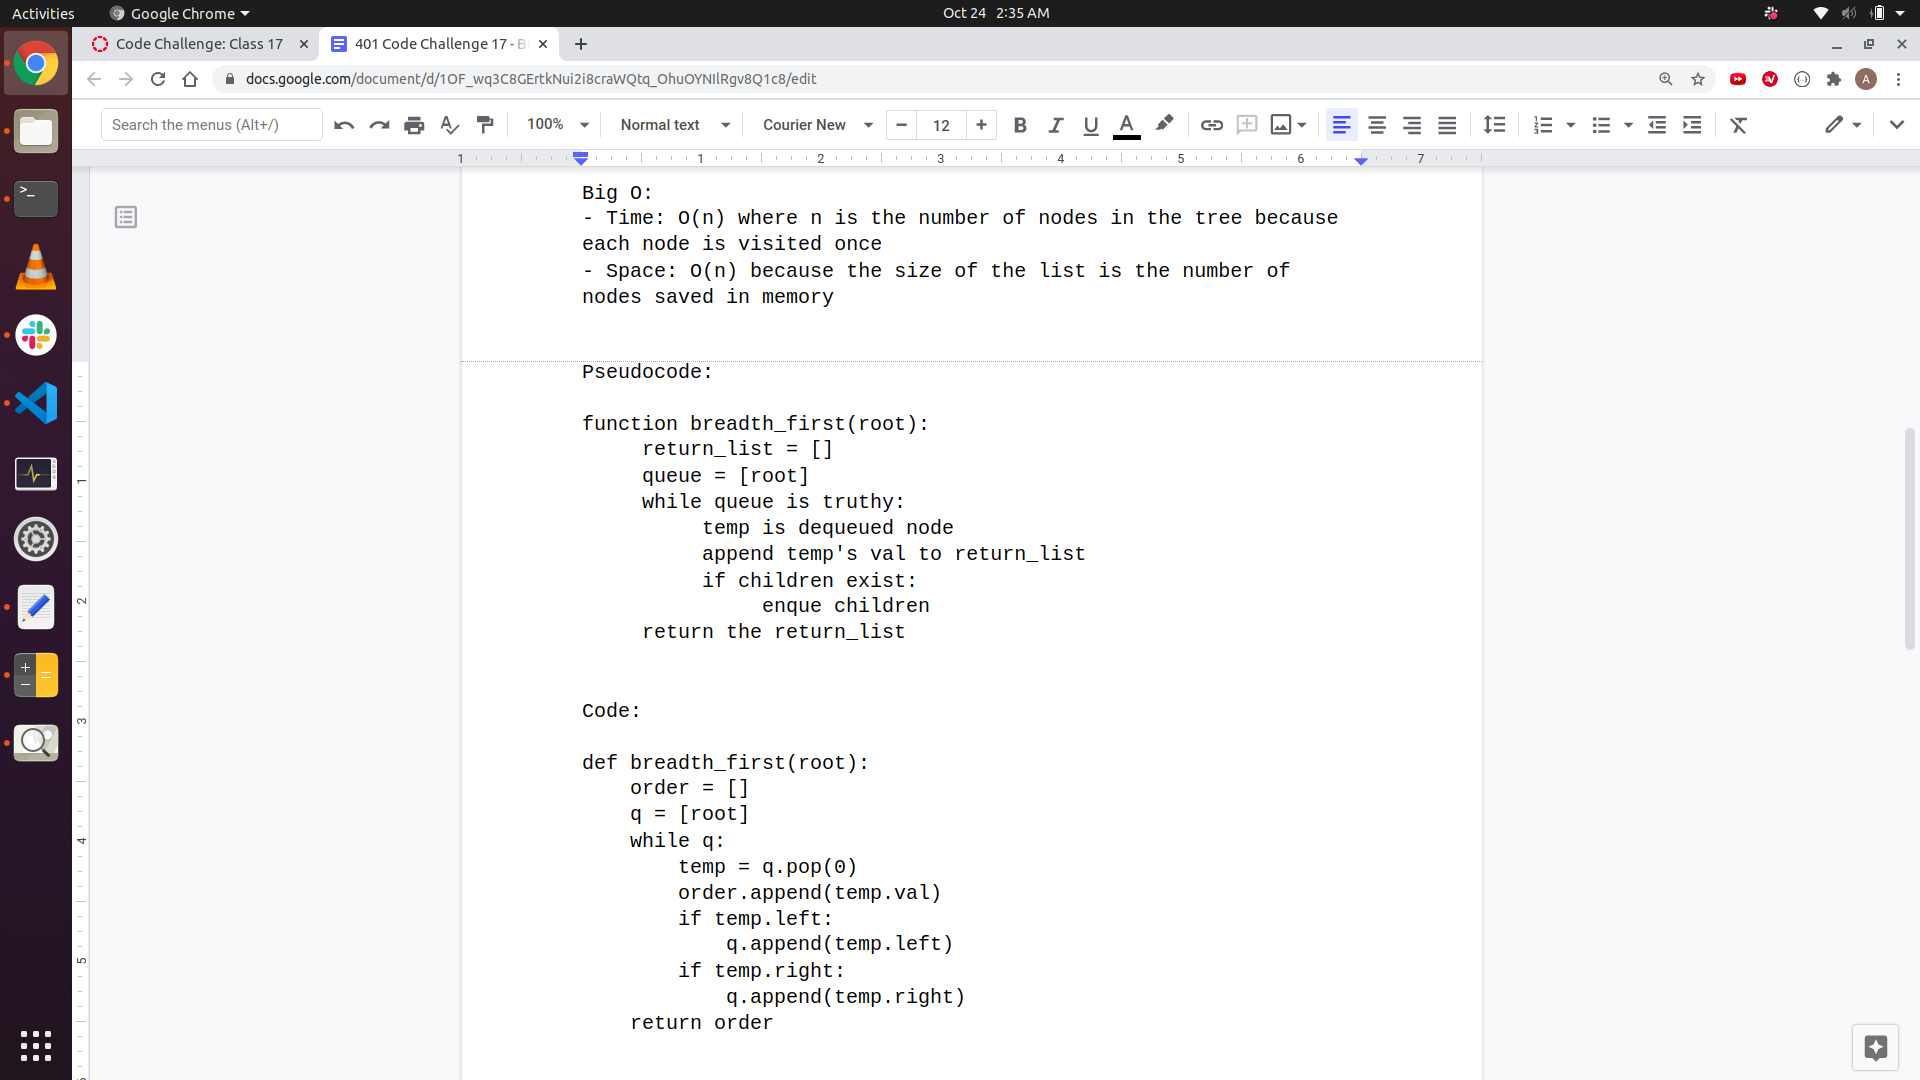 Activities
Google Chrome
Oct 24 2:35 AM
Code Challenge: Class 17
401 Code Challenge 17 - B
docs.google.com/document/d/1OF_wq3C8GErtkNui2i8craWQtq_OhuOYNIlRgv8Q1c8/edit
A
Search the menus (Alt+/)
100%
Normal text
Courier New
12
B I U A
1 1 2 3 4 5 6 7
Big O:
- Time: O(n) where n is the number of nodes in the tree because
each node is visited once
- Space: O(n) because the size of the list is the number of
nodes saved in memory
Pseudocode:
function breadth_first(root):
return_list = []
queue = [root]
while queue is truthy:
temp is dequeued node
append temp's val to return_list
if children exist:
enque children
return the return_list
Code:
def breadth_first(root):
order = []
q = [root]
while q:
temp = q.pop(0)
order.append(temp.val)
if temp.left:
q.append(temp.left)
if temp.right:
q.append(temp.right)
return order
1
2
3
4
5